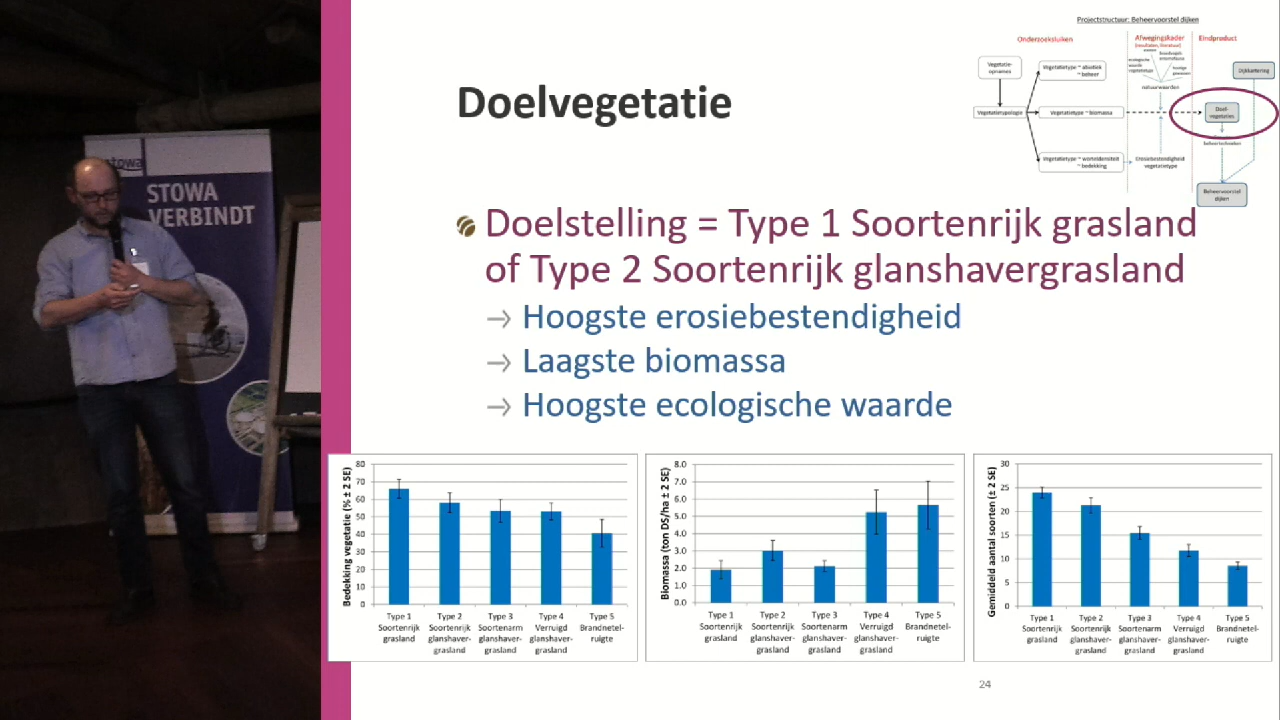 stowa
STOWA
VERBINDT
Projectstructuur: Beheervoorstel dijken
Onderzoeksluiken
Afwegingskader
(resultaten, literatuur)
Eindproduct
Vegetatie-
opnames
Vegetatietype ~ abiotiek
~ beheer
natuurwaarden
Dijkkartering
Vegetatietypologie
Vegetatietype ~ biomassa
Doel-
vegetaties
Vegetatietype ~ worteldensiteit
~ bedekking
Erosiebestendigheid
vegetatietype
beheertechnieken
Beheervoorstel
dijken
Doelvegetatie
Doelstelling = Type 1 Soortenrijk grasland
of Type 2 Soortenrijk glanshavergrasland
→ Hoogste erosiebestendigheid
→ Laagste biomassa
→ Hoogste ecologische waarde
Bedekking vegetatie (% ± 2 SE)
80
70
60
50
40
30
20
10
0
Type 1 Type 2 Type 3 Type 4 Type 5
Soortenrijk Soortenrijk Soortenarm Verruigd Brandnetel-
grasland glanshaver- glanshaver- glanshaver- ruigte
grasland grasland grasland
Biomassa (ton DS/ha ± 2 SE)
8.0
7.0
6.0
5.0
4.0
3.0
2.0
1.0
0.0
Type 1 Type 2 Type 3 Type 4 Type 5
Soortenrijk Soortenrijk Soortenarm Verruigd Brandnetel-
grasland glanshaver- glanshaver- glanshaver- ruigte
grasland grasland grasland
Gemiddeld aantal soorten (± 2 SE)
30
25
20
15
10
5
0
Type 1 Type 2 Type 3 Type 4 Type 5
Soortenrijk Soortenrijk Soortenarm Verruigd Brandnetel-
grasland glanshaver- glanshaver- glanshaver- ruigte
grasland grasland grasland
24